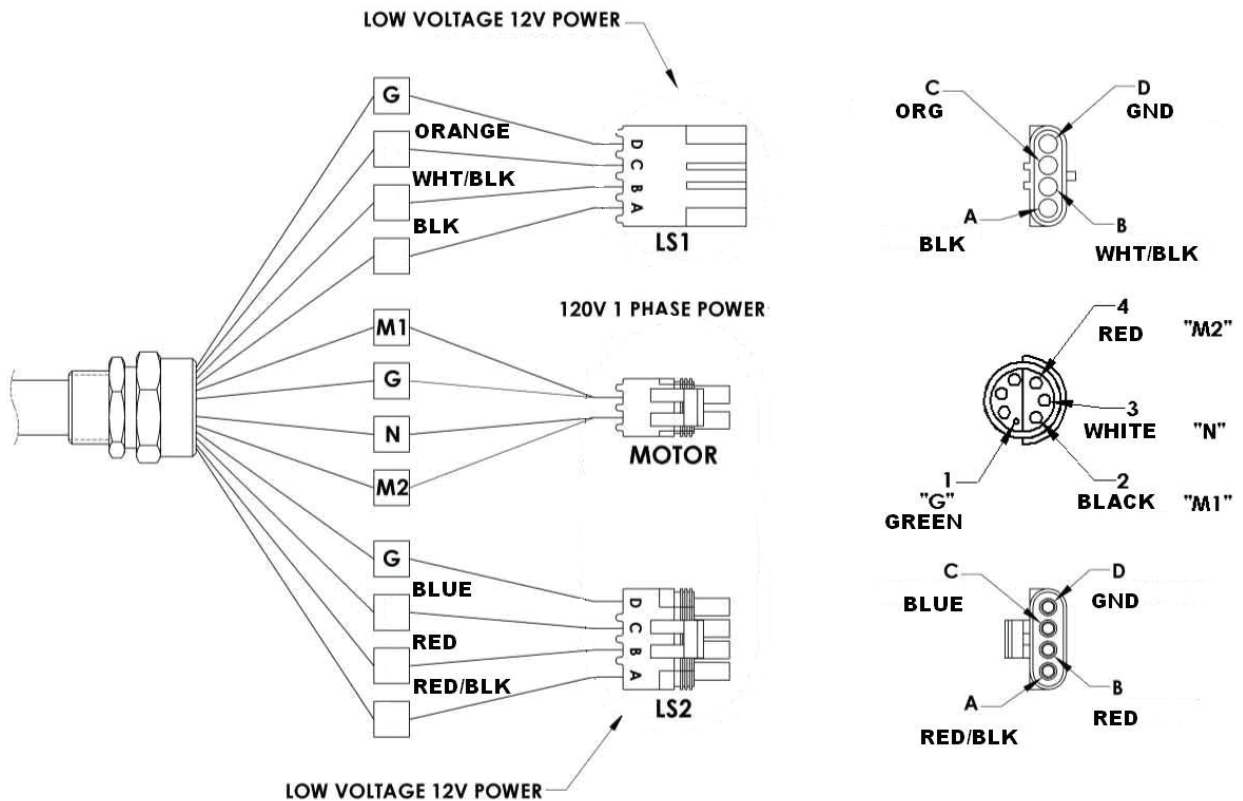 LOW VOLTAGE 12V POWER
G
ORANGE
WHT/BLK
BLK
D
C
B
A
LS1
C
ORG
D
GND
A
BLK
B
WHT/BLK
120V 1 PHASE POWER
M1
G
N
M2
MOTOR
4
RED "M2"
3
WHITE "N"
1
"G"
GREEN
2
BLACK "M1"
G
BLUE
RED
RED/BLK
D
C
B
A
LS2
C
BLUE
D
GND
A
RED/BLK
B
RED
LOW VOLTAGE 12V POWER